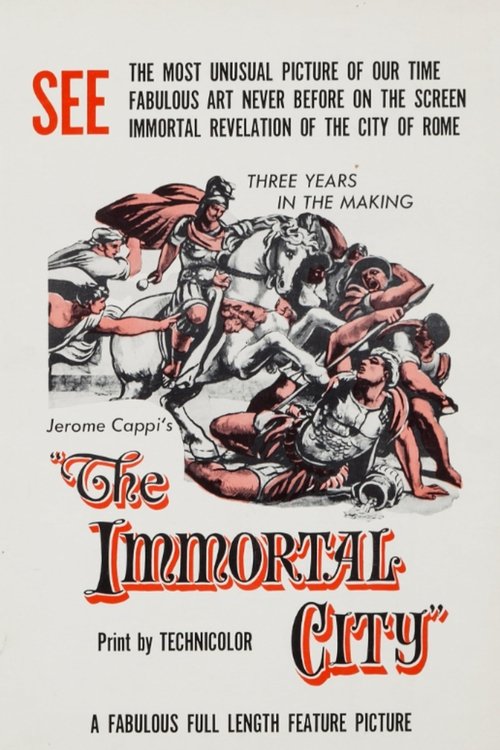 SEE
THE MOST UNUSUAL PICTURE OF OUR TIME
FABULOUS ART NEVER BEFORE ON THE SCREEN
IMMORTAL REVELATION OF THE CITY OF ROME
THREE YEARS
IN THE MAKING
Jerome Cappi's
"The
IMMORTAL
CITY"
Print by TECHNICOLOR
A FABULOUS FULL LENGTH FEATURE PICTURE